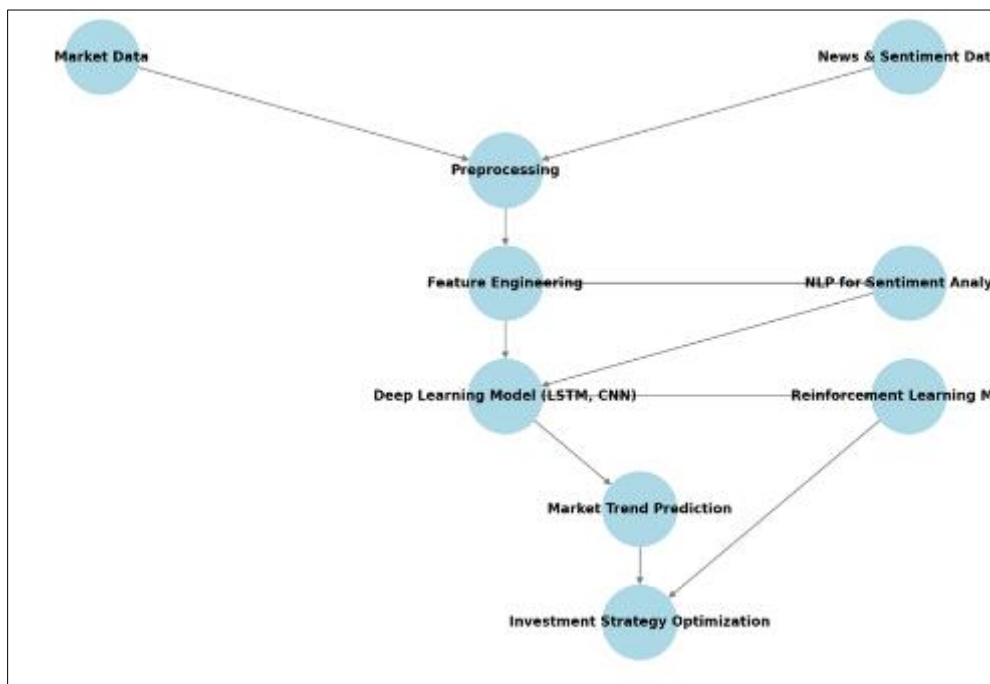 Market Data
News & Sentiment Dat
Preprocessing
Feature Engineering
NLP for Sentiment Analy
Deep Learning Model (LSTM, CNN)
Reinforcement Learning M
Market Trend Prediction
Investment Strategy Optimization